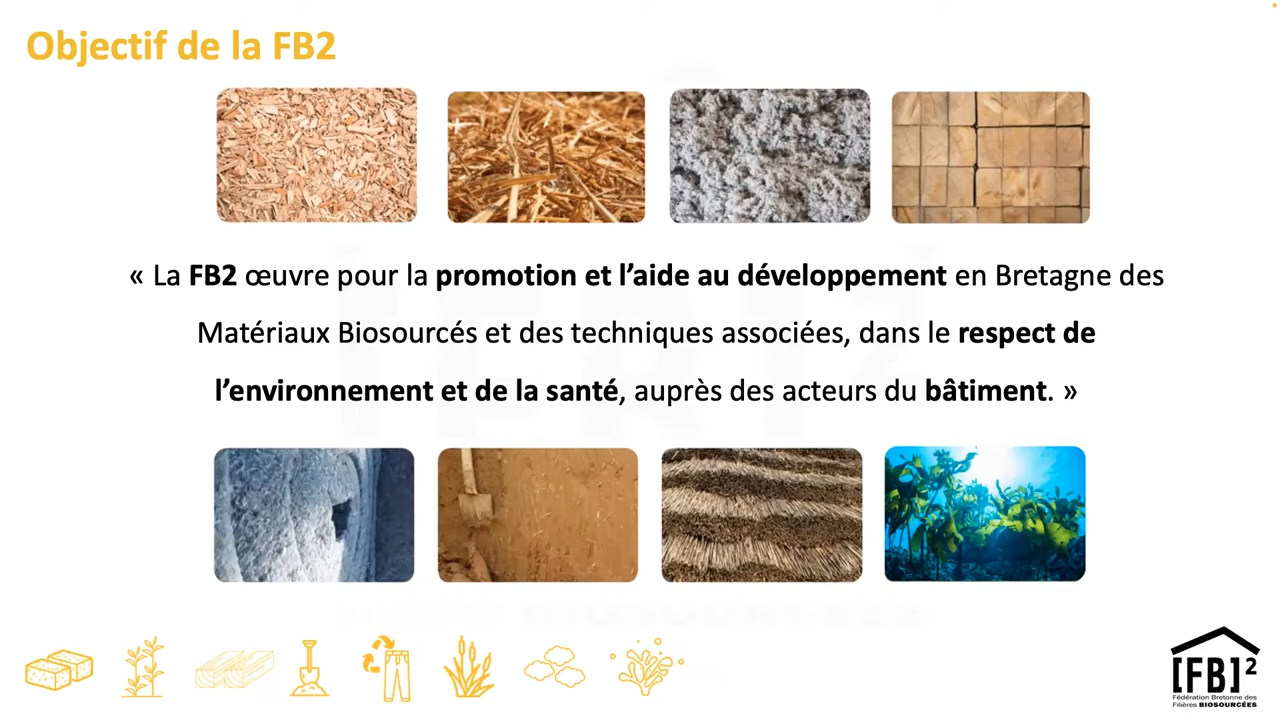 Objectif de la FB2
« La FB2 œuvre pour la promotion et l’aide au développement en Bretagne des
Matériaux Biosourcés et des techniques associées, dans le respect de
l’environnement et de la santé, auprès des acteurs du bâtiment. »
[FB]²
Fédération Bretonne des
Filières BIOSOURCÉES